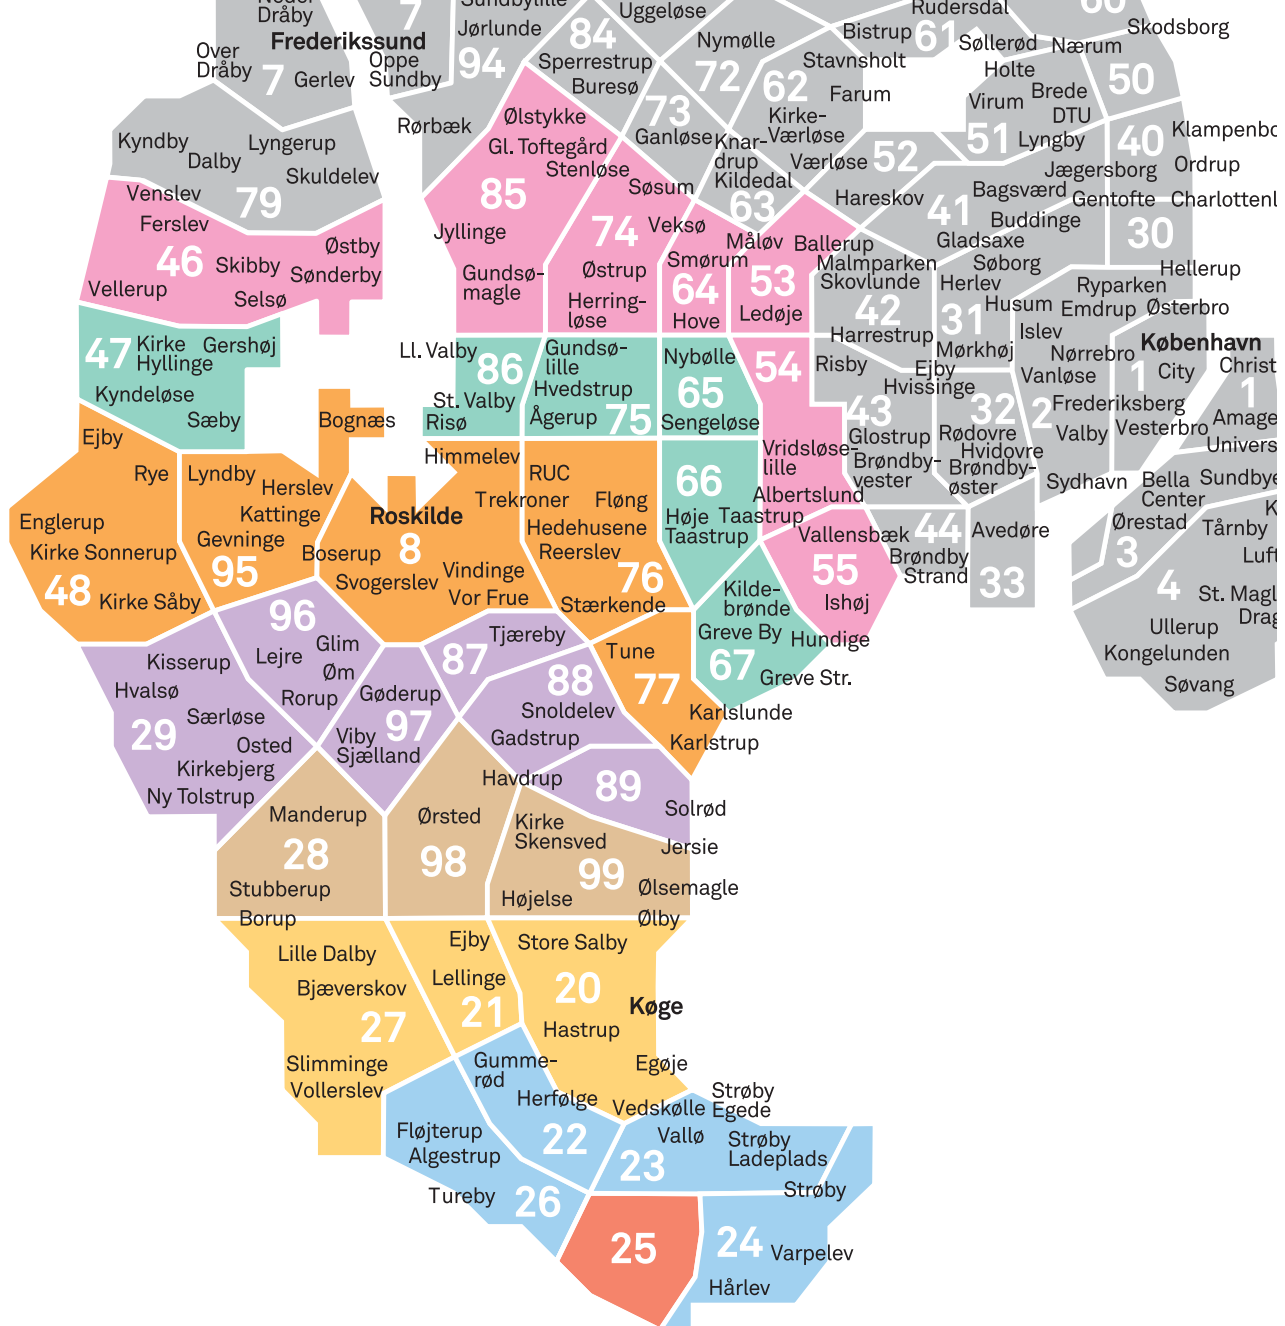 Dråby
7
Sundbylille
Uggeløse
Rudersdal
60
Jørlunde
84
Bistrup
61
Skodsborg
Over
Dråby
Frederikssund
Oppe
Sundby
94
Sperrestrup
Nymølle
Søllerød
Nærum
7
Gerlev
Buresø
72
Stavnsholt
Holte
50
62
Farum
Virum
Brede
DTU
Rørbæk
Ølstykke
73
Kirke-
Værløse
Kyndby
Lyngerup
Ganløse
Knar-
drup
51
Lyngby
40
Klampenbo
Dalby
Gl. Toftegård
Værløse
52
Skuldelev
Stenløse
Kildedal
Jægersborg
Ordrup
Venslev
79
85
Søsum
63
Hareskov
Bagsværd
Gentofte
Charlottenl
Ferslev
74
Veksø
41
Buddinge
30
46
Østby
Jyllinge
Måløv
Ballerup
Gladsaxe
Skibby
Sønderby
Smørum
Malmparken
Søborg
Hellerup
Vellerup
Selsø
Gundsø-
magle
Østrup
64
53
Skovlunde
Herlev
Ryparken
Herring-
løse
Hove
Ledøje
42
31
Husum
Emdrup
Østerbro
47
Kirke
Hyllinge
Gershøj
Ll. Valby
Gundsø-
lille
Nybølle
Harrestrup
Mørkhøj
Islev
Nørrebro
København
Kyndeløse
86
Hvedstrup
65
54
Risby
Ejby
Vanløse
1
City
Christ
Sæby
St. Valby
Risø
Ågerup
75
Sengeløse
Hvissinge
Frederiksberg
1
43
32
2
Vesterbro
Amage
Ejby
Bognæs
Glostrup
Rødovre
Valby
Univers
Rye
Lyndby
Himmelev
RUC
66
Vridsløse-
lille
Hvidovre
Herslev
Trekroner
Fløng
Brøndby-
vester
Brøndby-
øster
Sydhavn
Bella
Center
Sundbye
Englerup
Kattinge
Roskilde
Hedehusene
Høje
Taastrup
Taastrup
Albertslund
K
Kirke Sonnerup
Gevninge
8
Reerslev
Vallensbæk
44
Avedøre
Ørestad
Tårnby
48
95
Boserup
Vindinge
76
55
Brøndby
Strand
33
3
Luft
Kirke Såby
Svogerslev
Vor Frue
Stærkende
Kilde-
brønde
Ishøj
4
St. Magl
Drag
96
Tjæreby
Tune
Greve By
Hundige
Ullerup
Kisserup
Lejre
Glim
87
67
Kongelunden
Hvalsø
Øm
88
77
Greve Str.
Søvang
Særløse
Rorup
Gøderup
Snoldelev
Karlslunde
29
Osted
Viby
Sjælland
97
Gadstrup
Karlstrup
Kirkebjerg
Havdrup
89
Ny Tolstrup
Manderup
Ørsted
Kirke
Skensved
Solrød
28
98
99
Jersie
Stubberup
Højelse
Ølsemagle
Borup
Ølby
Lille Dalby
Ejby
Store Salby
Bjæverskov
Lellinge
20
27
21
Hastrup
Køge
Slimminge
Gumme-
rød
Egøje
Vollerslev
Herfølge
Vedskølle
Strøby
Egede
Fløjterup
22
Vallø
Strøby
Ladeplads
Algestrup
23
Tureby
26
Strøby
25
24
Varpelev
Hårlev